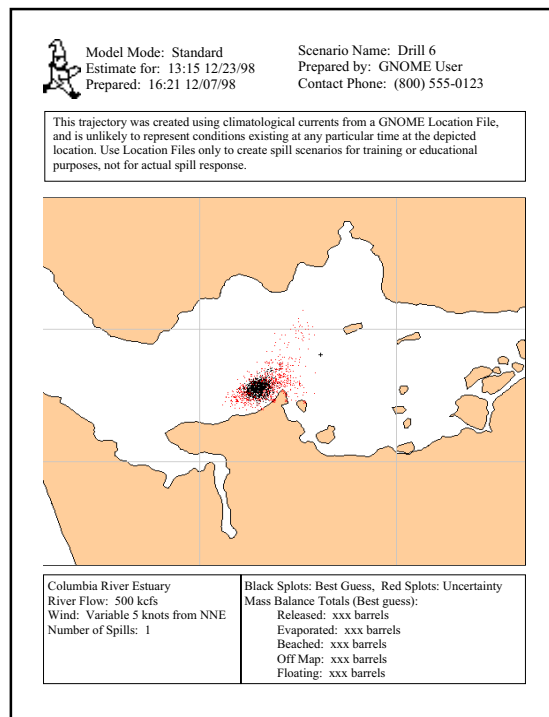 Model Mode: Standard
Estimate for: 13:15 12/23/98
Prepared: 16:21 12/07/98
Scenario Name: Drill 6
Prepared by: GNOME User
Contact Phone: (800) 555-0123
This trajectory was created using climatological currents from a GNOME Location File,
and is unlikely to represent conditions existing at any particular time at the depicted
location. Use Location Files only to create spill scenarios for training or educational
purposes, not for actual spill response.
Columbia River Estuary
River Flow: 500 kcfs
Wind: Variable 5 knots from NNE
Number of Spills: 1
Black Splots: Best Guess, Red Splots: Uncertainty
Mass Balance Totals (Best guess):
Released: xxx barrels
Evaporated: xxx barrels
Beached: xxx barrels
Off Map: xxx barrels
Floating: xxx barrels